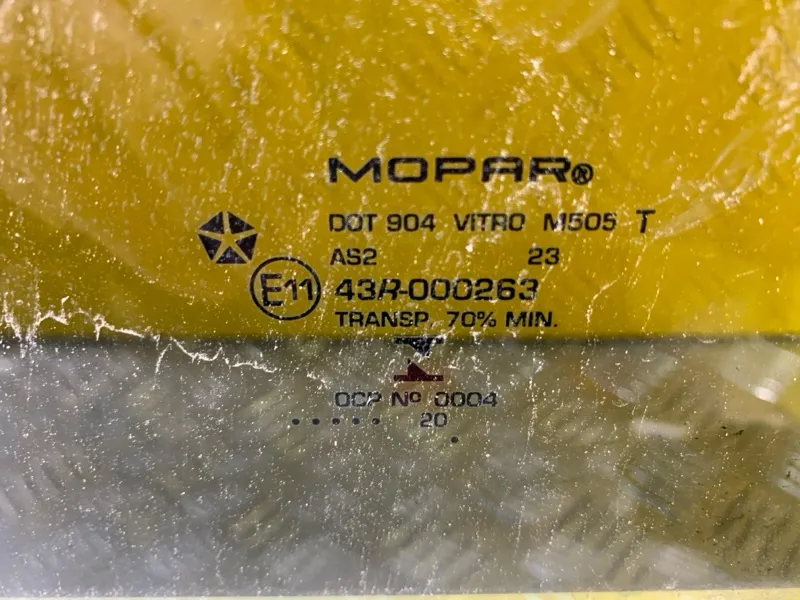 MOPAR®
DOT 904 VITRO M505 T
AS2 23
E11 43R-000263
TRANSP. 70% MIN.
OCP Nº 0004
..... 20 .